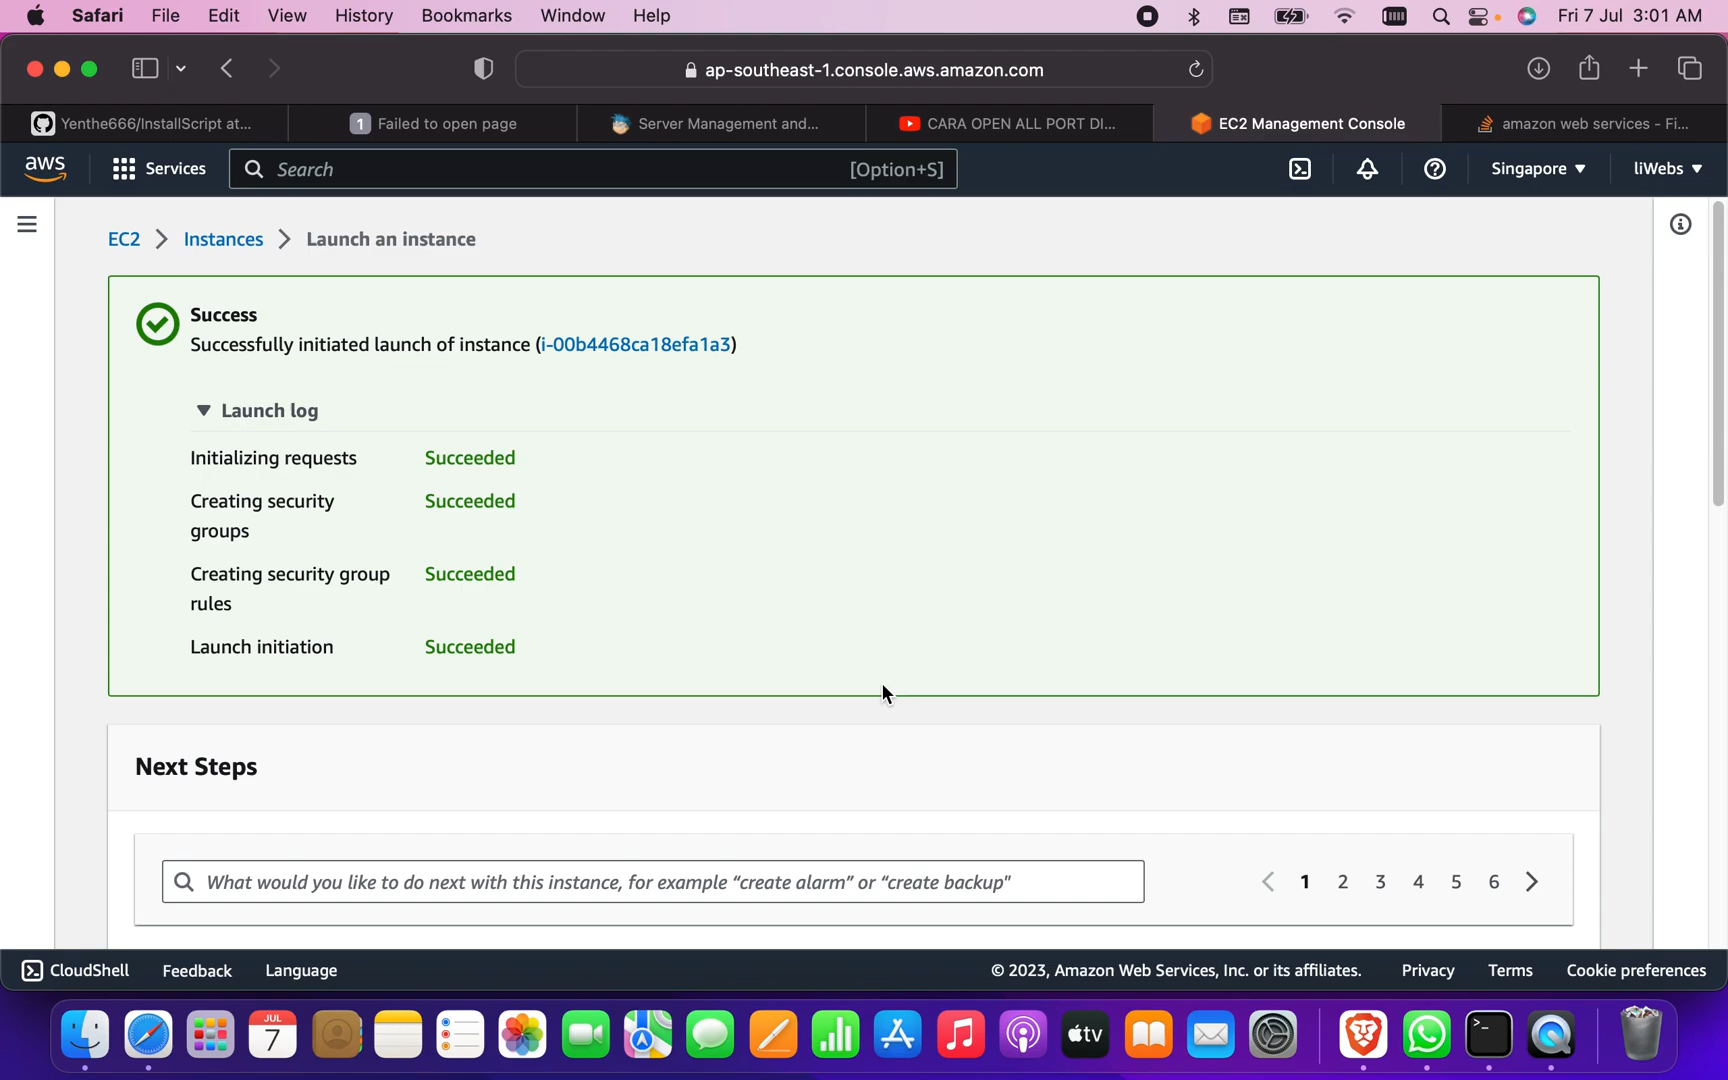 Safari File Edit View History Bookmarks Window Help Fri 7 Jul 3:01 AM
ap-southeast-1.console.aws.amazon.com
Yenthe666/InstallScript at... 1 Failed to open page Server Management and... CARA OPEN ALL PORT DI... EC2 Management Console amazon web services - Fi...
aws Services Search [Option+S] Singapore liWebs
EC2 Instances Launch an instance
Success
Successfully initiated launch of instance (i-00b4468ca18efa1a3)
Launch log
Initializing requests Succeeded
Creating security Succeeded
groups
Creating security group Succeeded
rules
Launch initiation Succeeded
Next Steps
What would you like to do next with this instance, for example “create alarm” or “create backup” 1 2 3 4 5 6
CloudShell Feedback Language © 2023, Amazon Web Services, Inc. or its affiliates. Privacy Terms Cookie preferences
JUL
7
tv